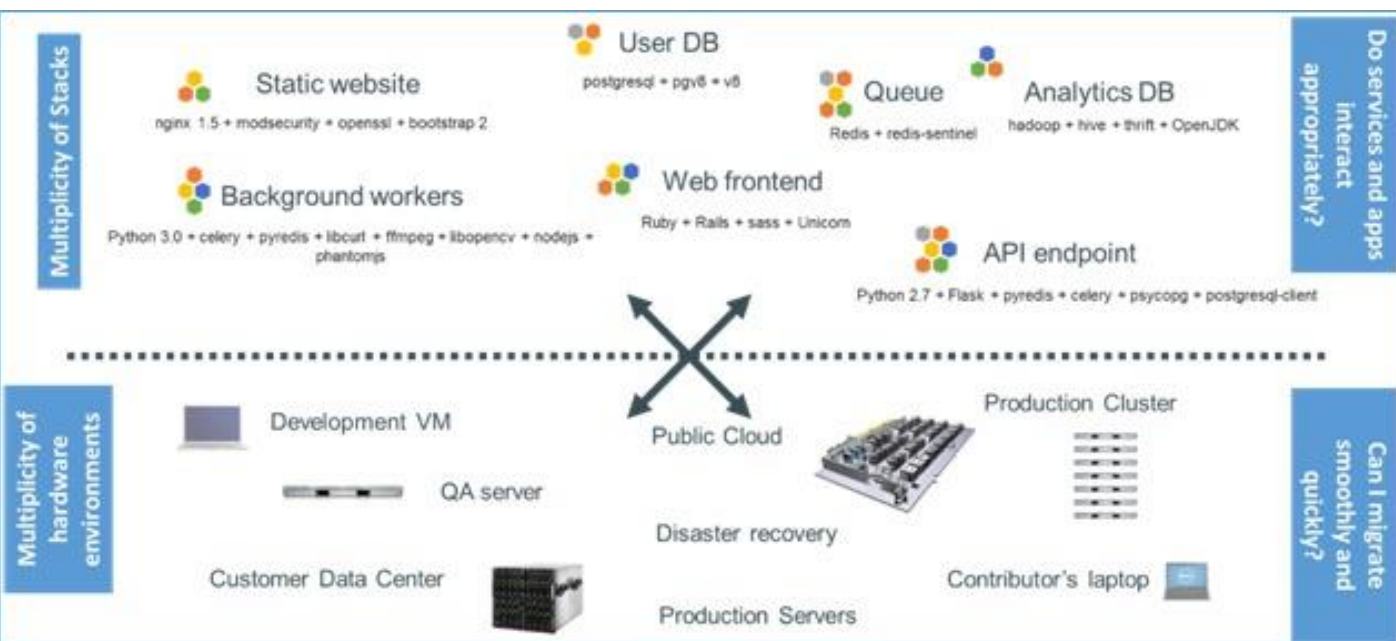 Multiplicity of Stacks
Static website
nginx 1.5 + modsecurity + openssl + bootstrap 2
User DB
postgresql + pgv8 + v8
Queue
Redis + redis-sentinel
Analytics DB
hadoop + hive + thrift + OpenJDK
Background workers
Python 3.0 + celery + pyredis + libcurl + ffmpeg + libopencv + nodejs +
phantomjs
Web frontend
Ruby + Rails + sass + Unicorn
API endpoint
Python 2.7 + Flask + pyredis + celery + psycopg + postgresql-client
Do services and apps
interact
appropriately?
Multiplicity of
hardware
environments
Development VM
QA server
Customer Data Center
Public Cloud
Disaster recovery
Production Servers
Production Cluster
Contributor's laptop
Can I migrate
smoothly and
quickly?